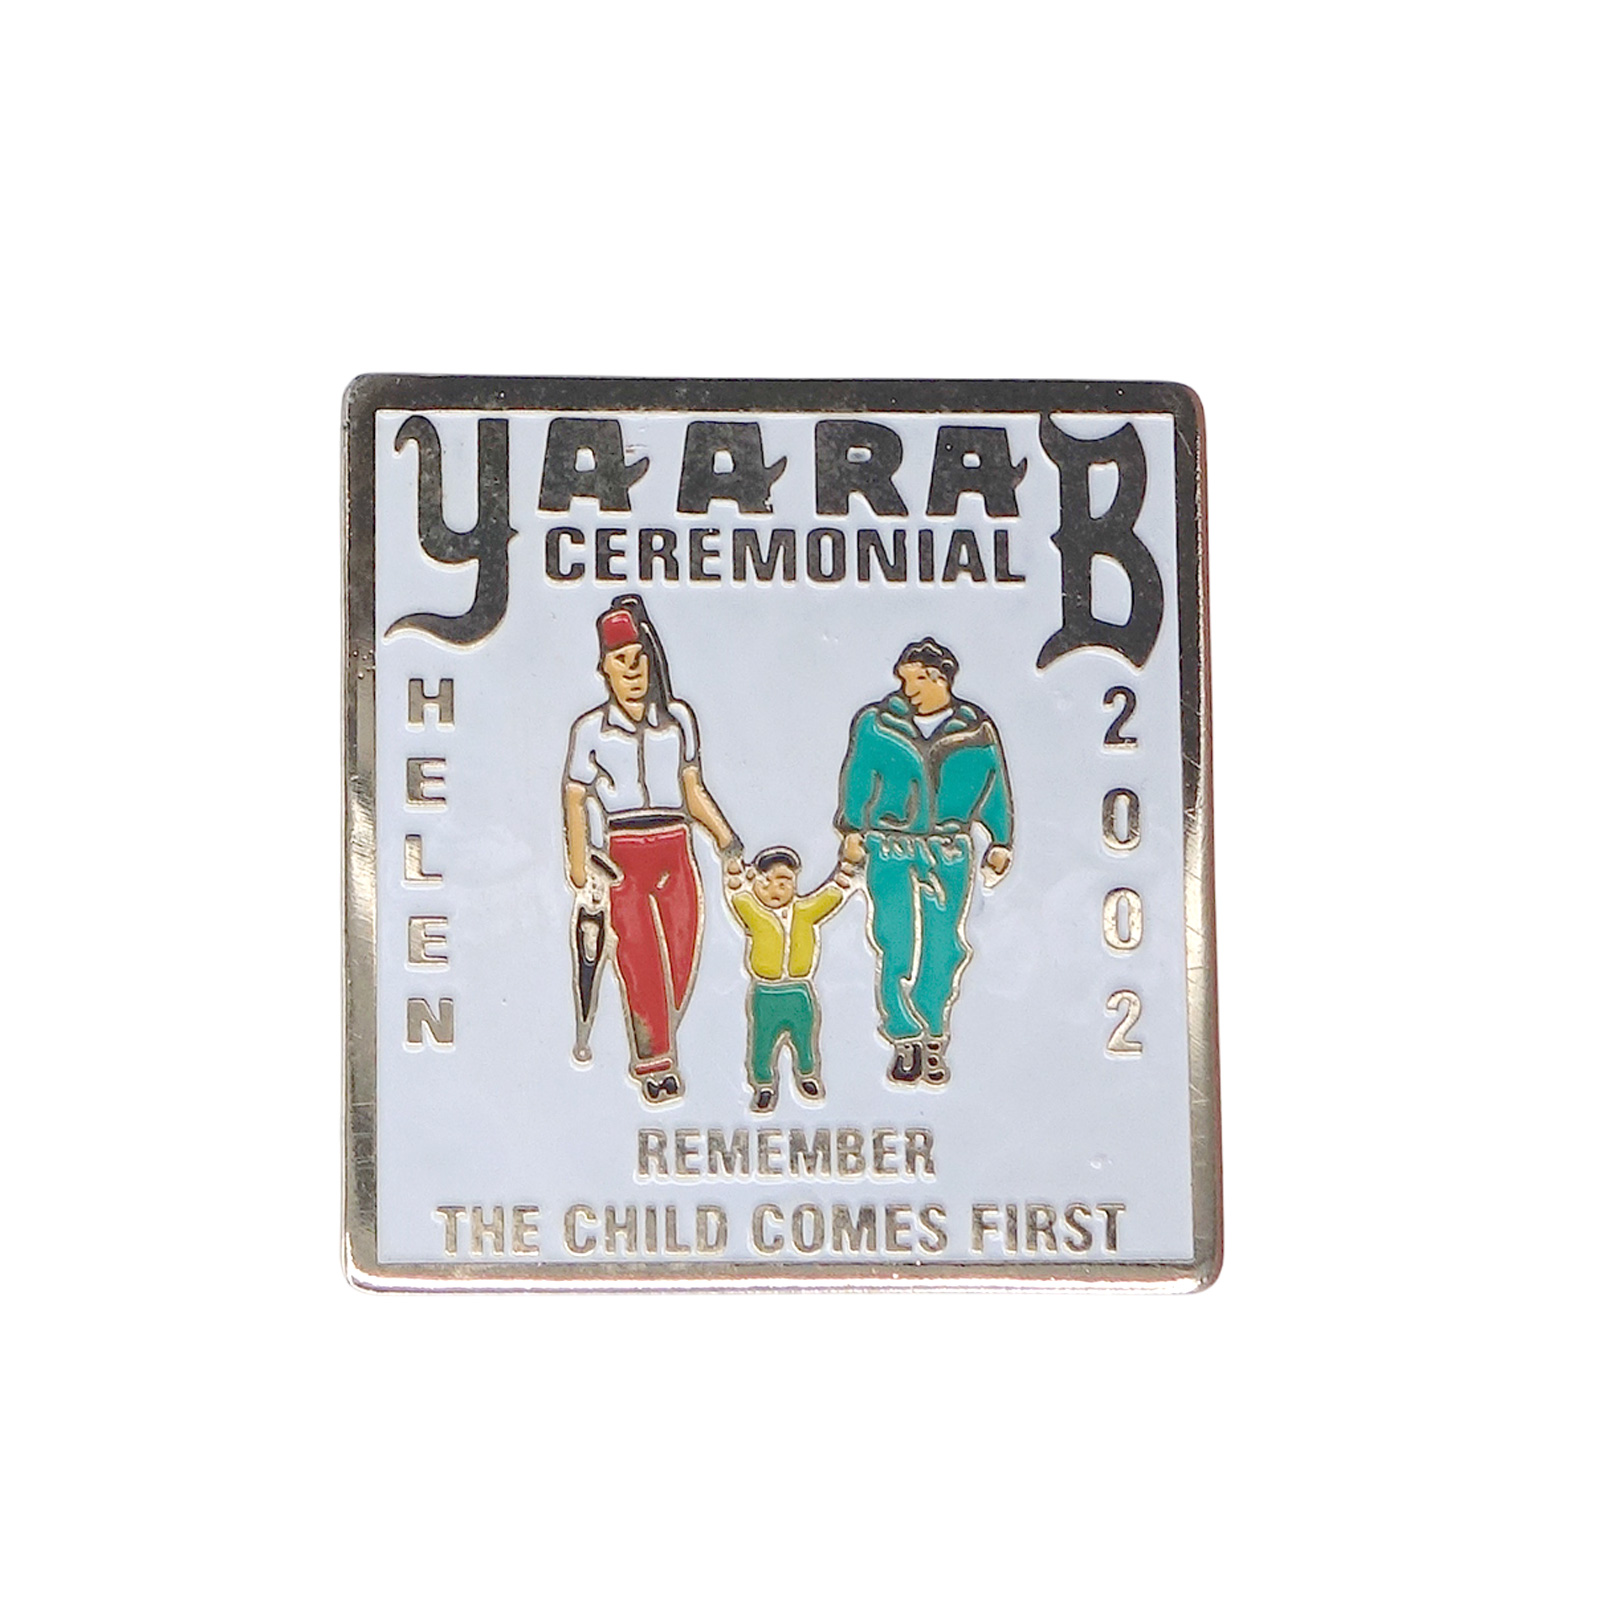 YAARAB
CEREMONIAL
HELEN
2002
REMEMBER
THE CHILD COMES FIRST